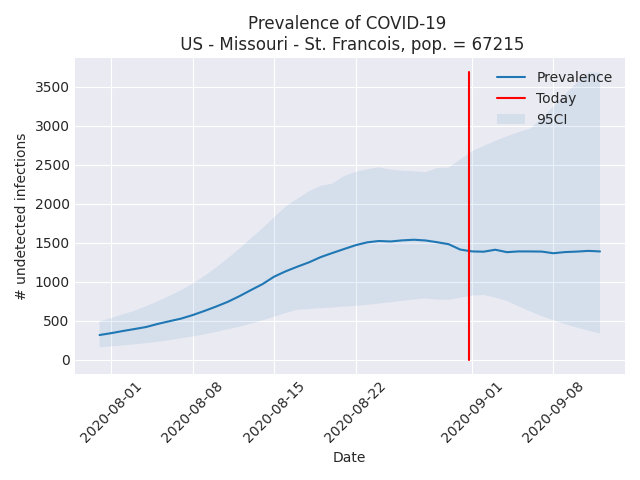 Prevalence of COVID-19
US - Missouri - St. Francois, pop. = 67215
Prevalence
Today
95CI
# undetected infections
3500
3000
2500
2000
1500
1000
500
0
2020-08-01
2020-08-08
2020-08-15
2020-08-22
2020-09-01
2020-09-08
Date